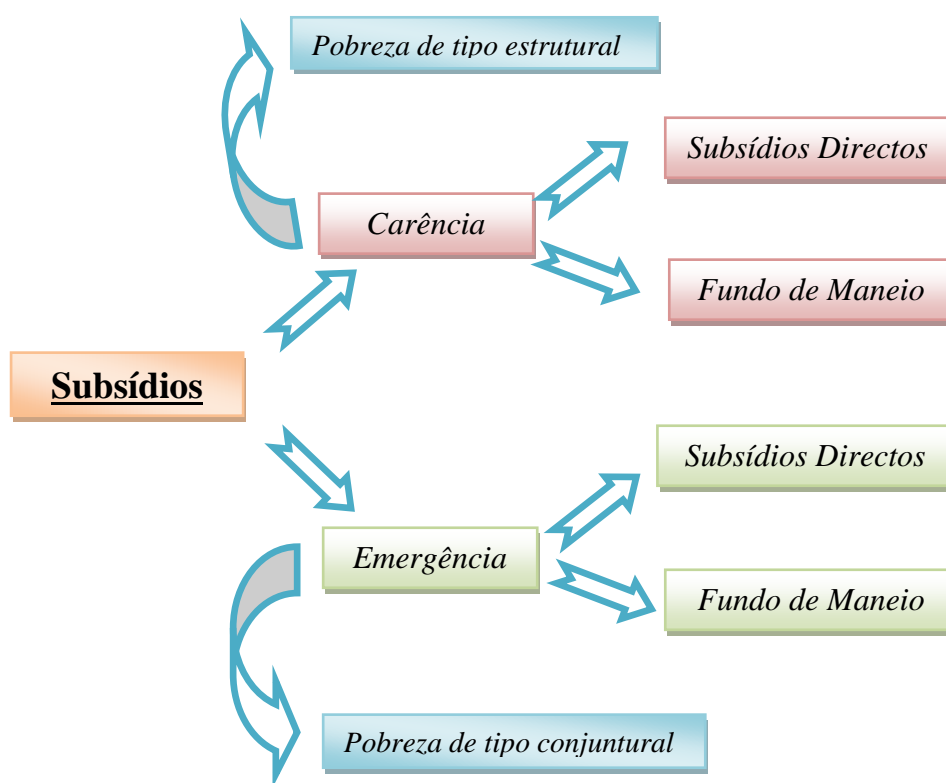 Pobreza de tipo estrutural
Subsídios Directos
Carência
Fundo de Maneio
Subsídios
Subsídios Directos
Emergência
Fundo de Maneio
Pobreza de tipo conjuntural